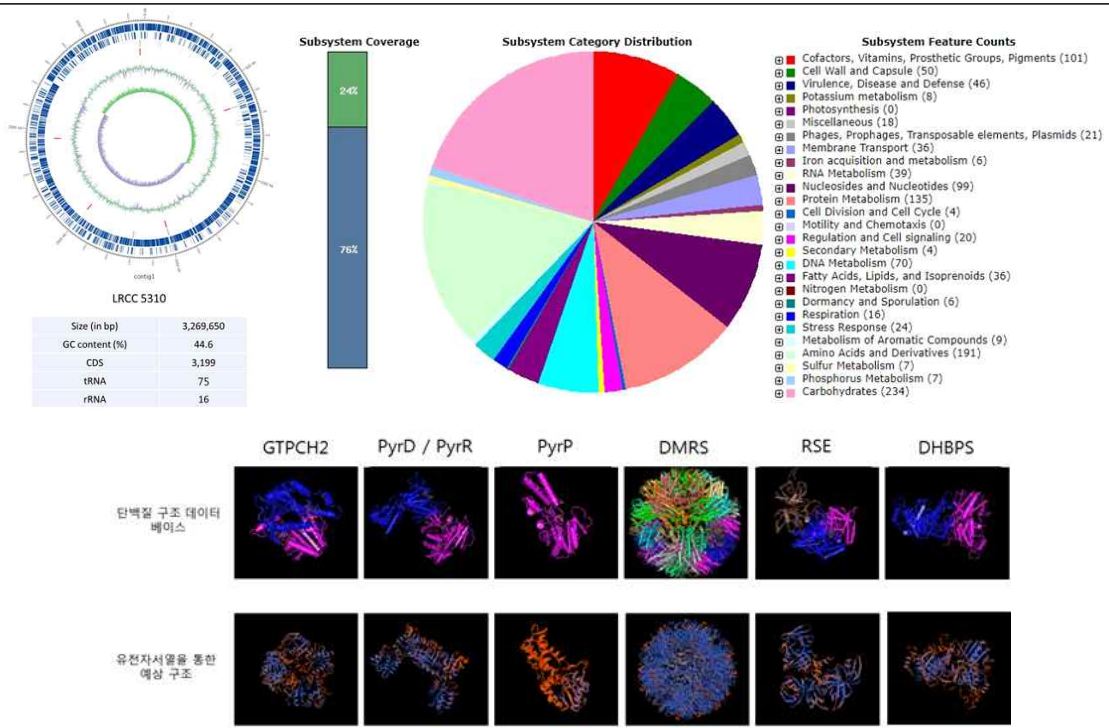 contig1
LRCC 5310
Size (in bp) 3,269,650
GC content (%) 44.6
CDS 3,199
tRNA 75
rRNA 16
Subsystem Coverage
24%
76%
Subsystem Category Distribution
Subsystem Feature Counts
Cofactors, Vitamins, Prosthetic Groups, Pigments (101)
Cell Wall and Capsule (50)
Virulence, Disease and Defense (46)
Potassium metabolism (8)
Photosynthesis (0)
Miscellaneous (18)
Phages, Prophages, Transposable elements, Plasmids (21)
Membrane Transport (36)
Iron acquisition and metabolism (6)
RNA Metabolism (39)
Nucleosides and Nucleotides (99)
Protein Metabolism (135)
Cell Division and Cell Cycle (4)
Motility and Chemotaxis (0)
Regulation and Cell signaling (20)
Secondary Metabolism (4)
DNA Metabolism (70)
Fatty Acids, Lipids, and Isoprenoids (36)
Nitrogen Metabolism (0)
Dormancy and Sporulation (6)
Respiration (16)
Stress Response (24)
Metabolism of Aromatic Compounds (9)
Amino Acids and Derivatives (191)
Sulfur Metabolism (7)
Phosphorus Metabolism (7)
Carbohydrates (234)
GTPCH2 PyrD / PyrR PyrP DMRS RSE DHBPS
단백질 구조 데이터
베이스
유전자서열을 통한
예상 구조